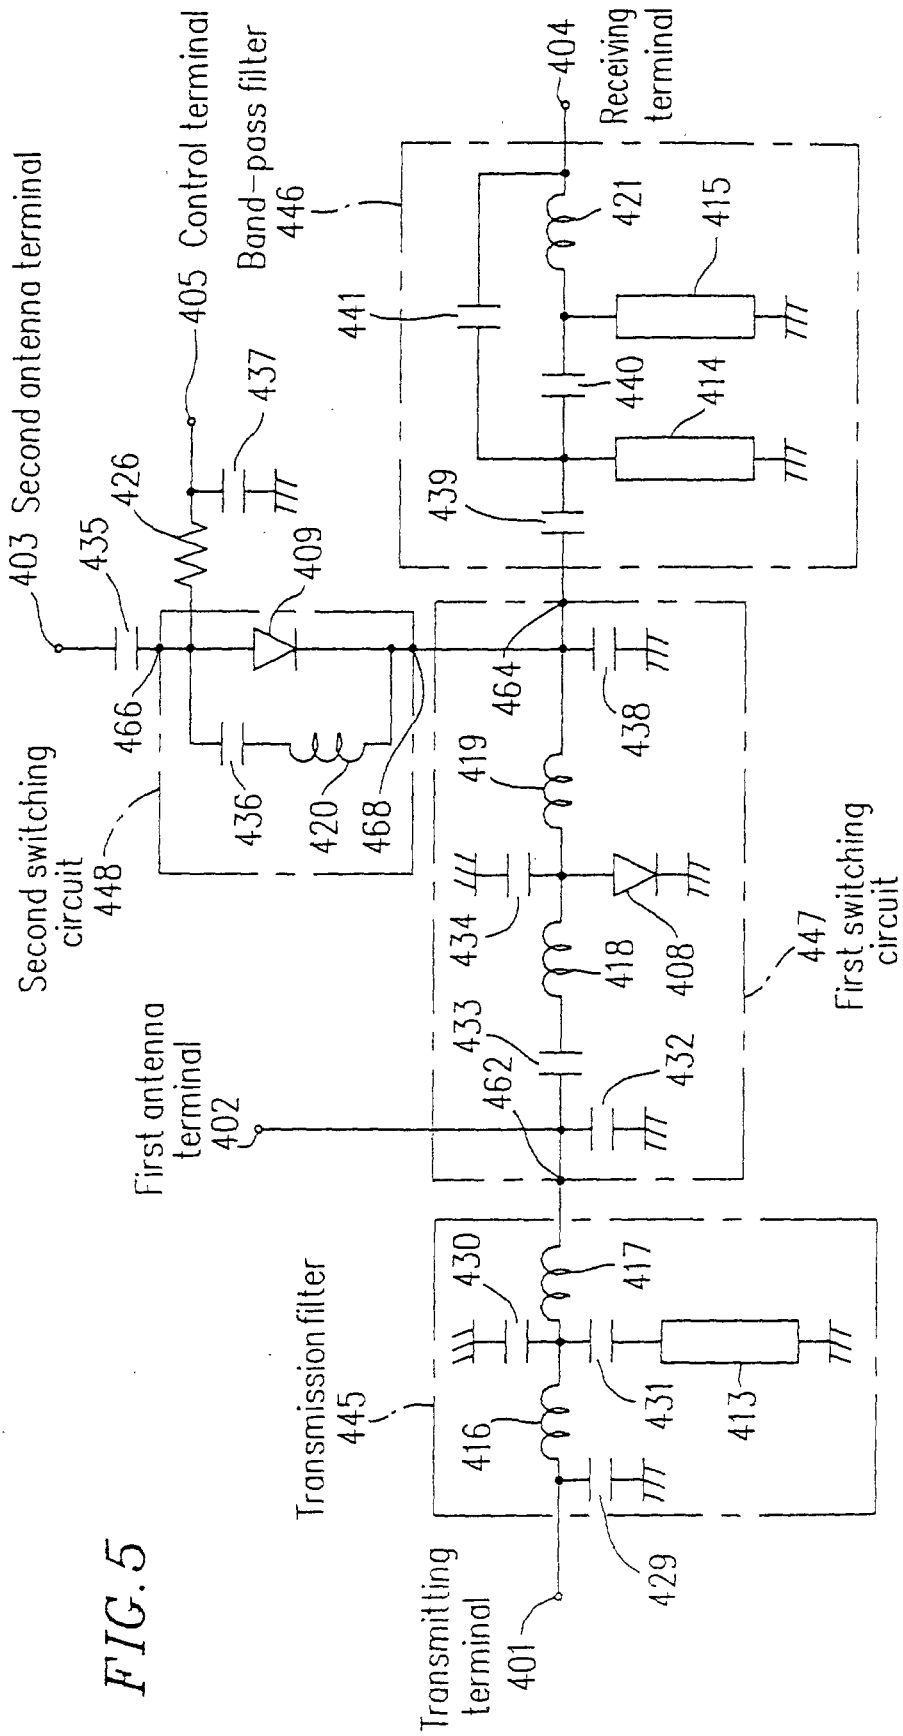 FIG. 5
403 Second antenna terminal
435
426
405 Control terminal
437
Second switching
circuit
448
466
436
420
468
409
Band-pass filter
446
First antenna
terminal
402
Transmission filter
445
430
416
417
431
413
429
Transmitting
terminal
401
462
433
432
418
434
408
419
464
438
447
First switching
circuit
439
441
440
414
421
415
404
Receiving
terminal